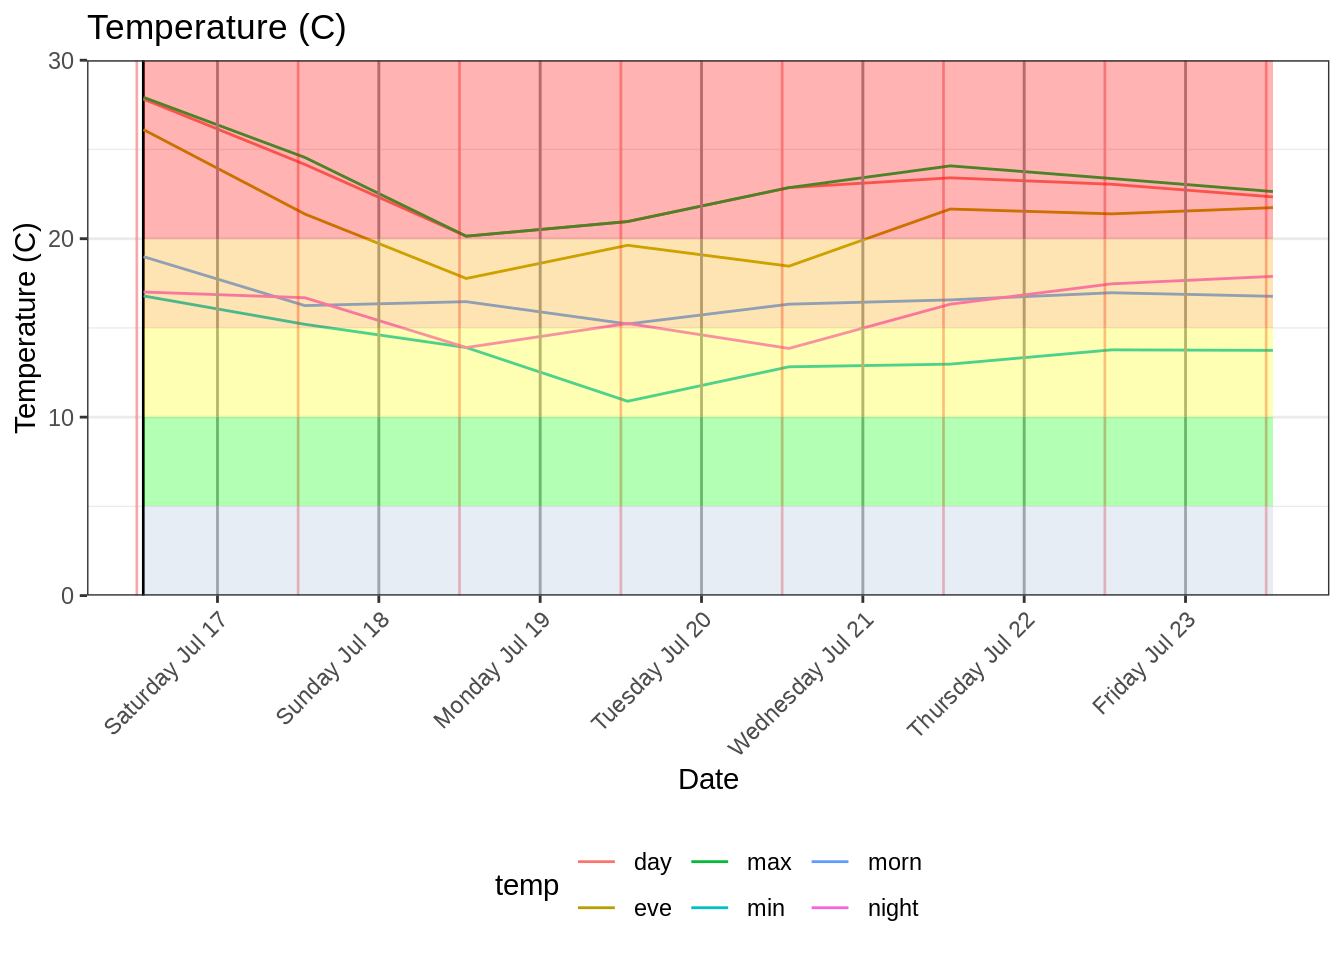 Temperature (C)
30
20
10
0
Temperature (C)
Saturday Jul 17
Sunday Jul 18
Monday Jul 19
Tuesday Jul 20
Wednesday Jul 21
Thursday Jul 22
Friday Jul 23
Date
temp
day max morn
eve min night